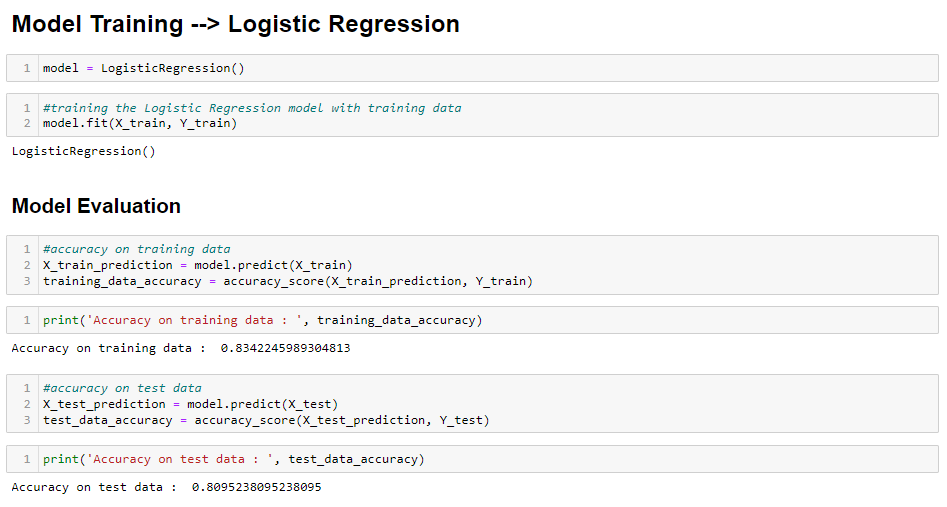 Model Training --> Logistic Regression
1 model = LogisticRegression()
1 #training the Logistic Regression model with training data
2 model.fit(X_train, Y_train)
LogisticRegression()
Model Evaluation
1 #accuracy on training data
2 X_train_prediction = model.predict(X_train)
3 training_data_accuracy = accuracy_score(X_train_prediction, Y_train)
1 print('Accuracy on training data : ', training_data_accuracy)
Accuracy on training data :  0.8342245989304813
1 #accuracy on test data
2 X_test_prediction = model.predict(X_test)
3 test_data_accuracy = accuracy_score(X_test_prediction, Y_test)
1 print('Accuracy on test data : ', test_data_accuracy)
Accuracy on test data :  0.8095238095238095